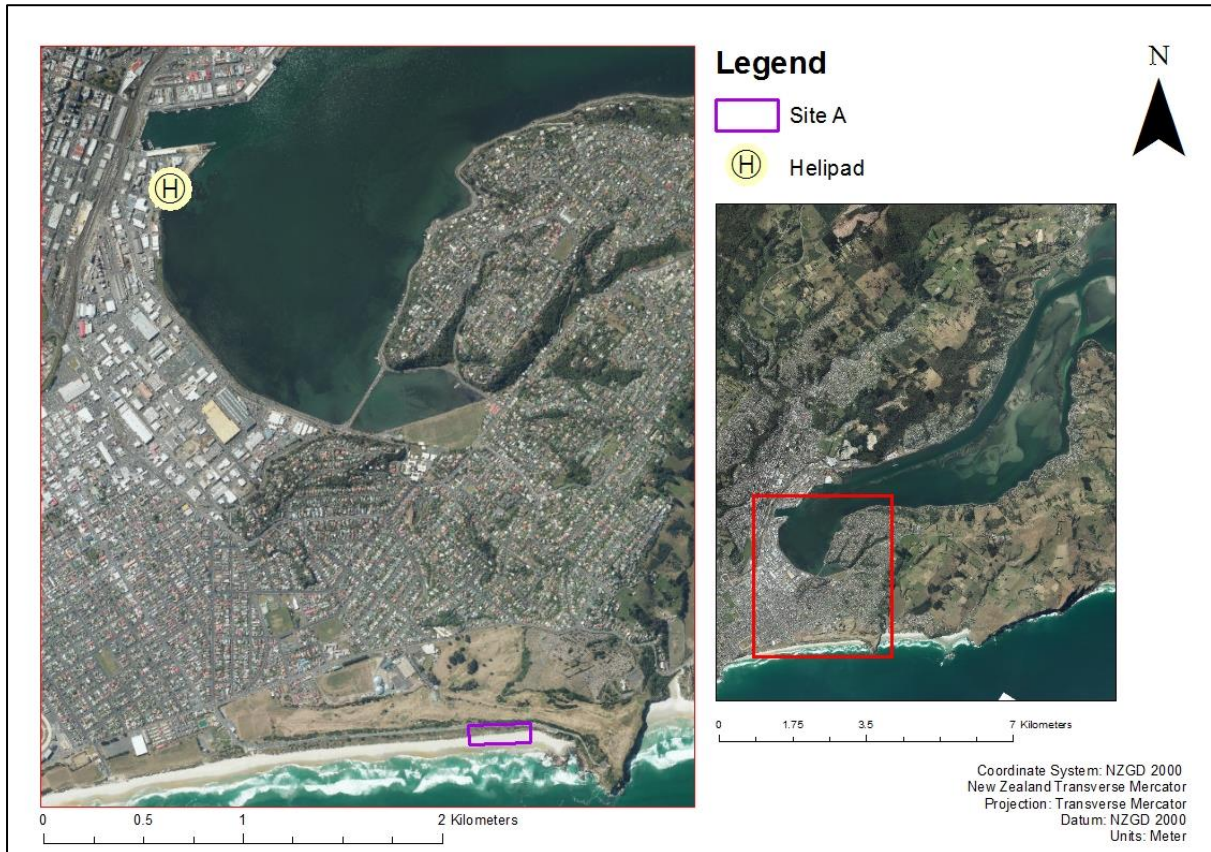 Legend
N
Site A
H
Helipad
H
0 1.75 3.5 7 Kilometers
Coordinate System: NZGD 2000
New Zealand Transverse Mercator
Projection: Transverse Mercator
Datum: NZGD 2000
Units: Meter
0 0.5 1 2 Kilometers